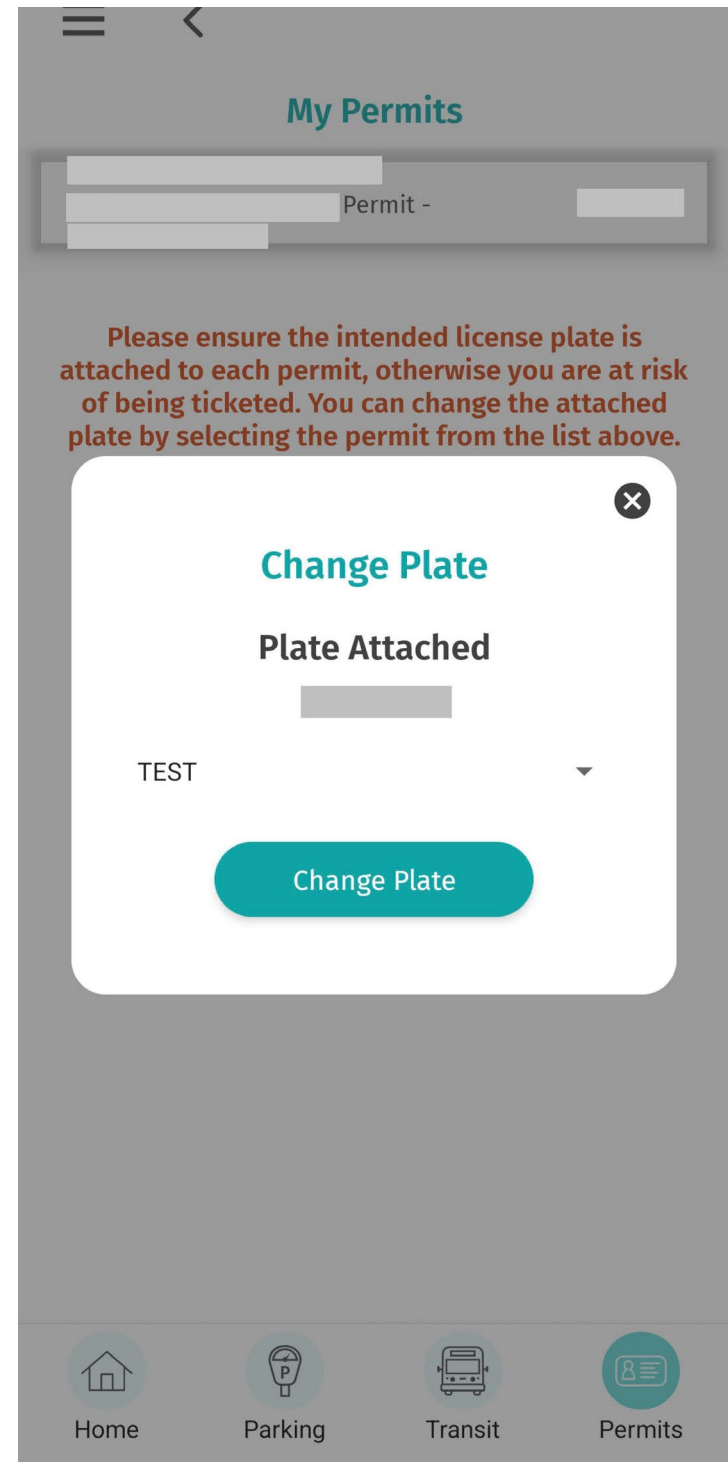 My Permits
Permit -
Please ensure the intended license plate is
attached to each permit, otherwise you are at risk
of being ticketed. You can change the attached
plate by selecting the permit from the list above.
Change Plate
Plate Attached
TEST
Change Plate
P
Home Parking Transit Permits